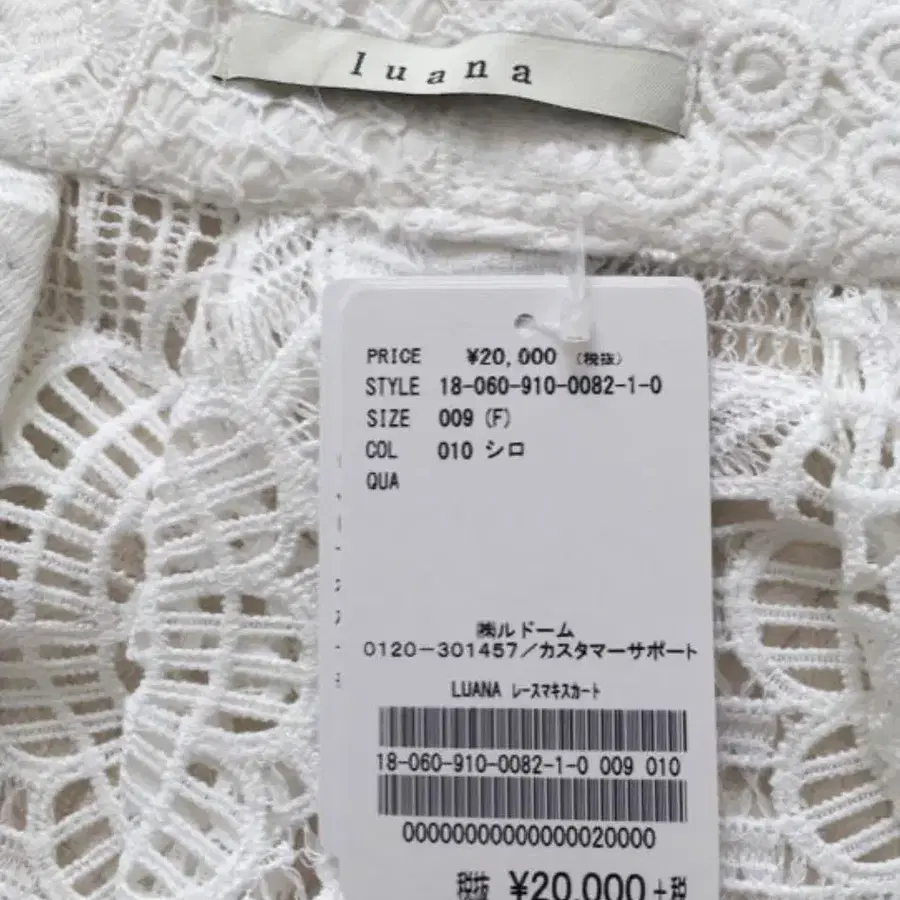 luana
PRICE ¥20,000 (税抜)
STYLE 18-060-910-0082-1-0
SIZE 009 (F)
COL 010 シロ
QUA
㈱ルドーム
0120-301457/カスタマーサポート
LUANA レースマキスカート
18-060-910-0082-1-0 009 010
00000000000000020000
税抜 ¥20,000+税